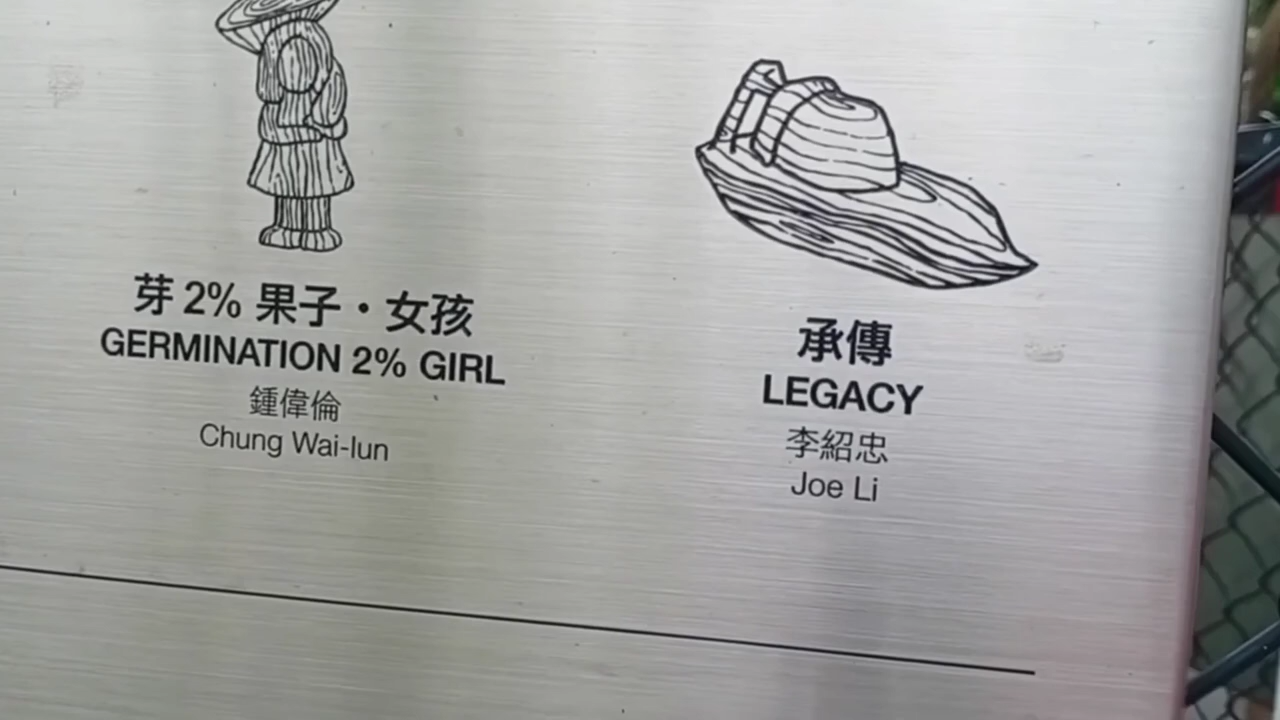 芽 2% 果子・女孩
GERMINATION 2% GIRL
鍾偉倫
Chung Wai-lun
承傳
LEGACY
李紹忠
Joe Li